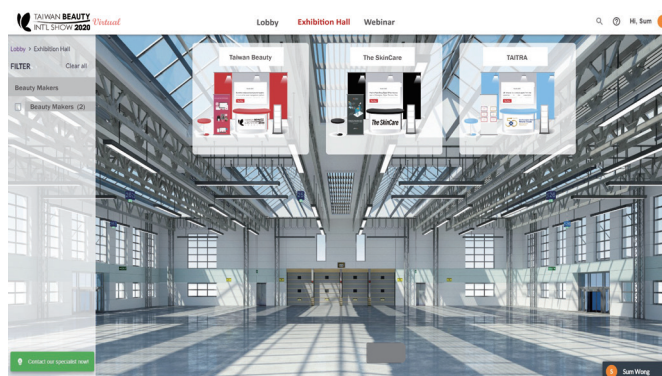 TAIWAN BEAUTY
INTL SHOW 2020
Virtual
Lobby
Exhibition Hall
Webinar
Hi, Sum
Lobby > Exhibition Hall
FILTER
Clear all
Beauty Makers
Beauty Makers (2)
Taiwan Beauty
The SkinCare
TAITRA
The SkinCare
Contact our specialist now!
S
Sum Wong